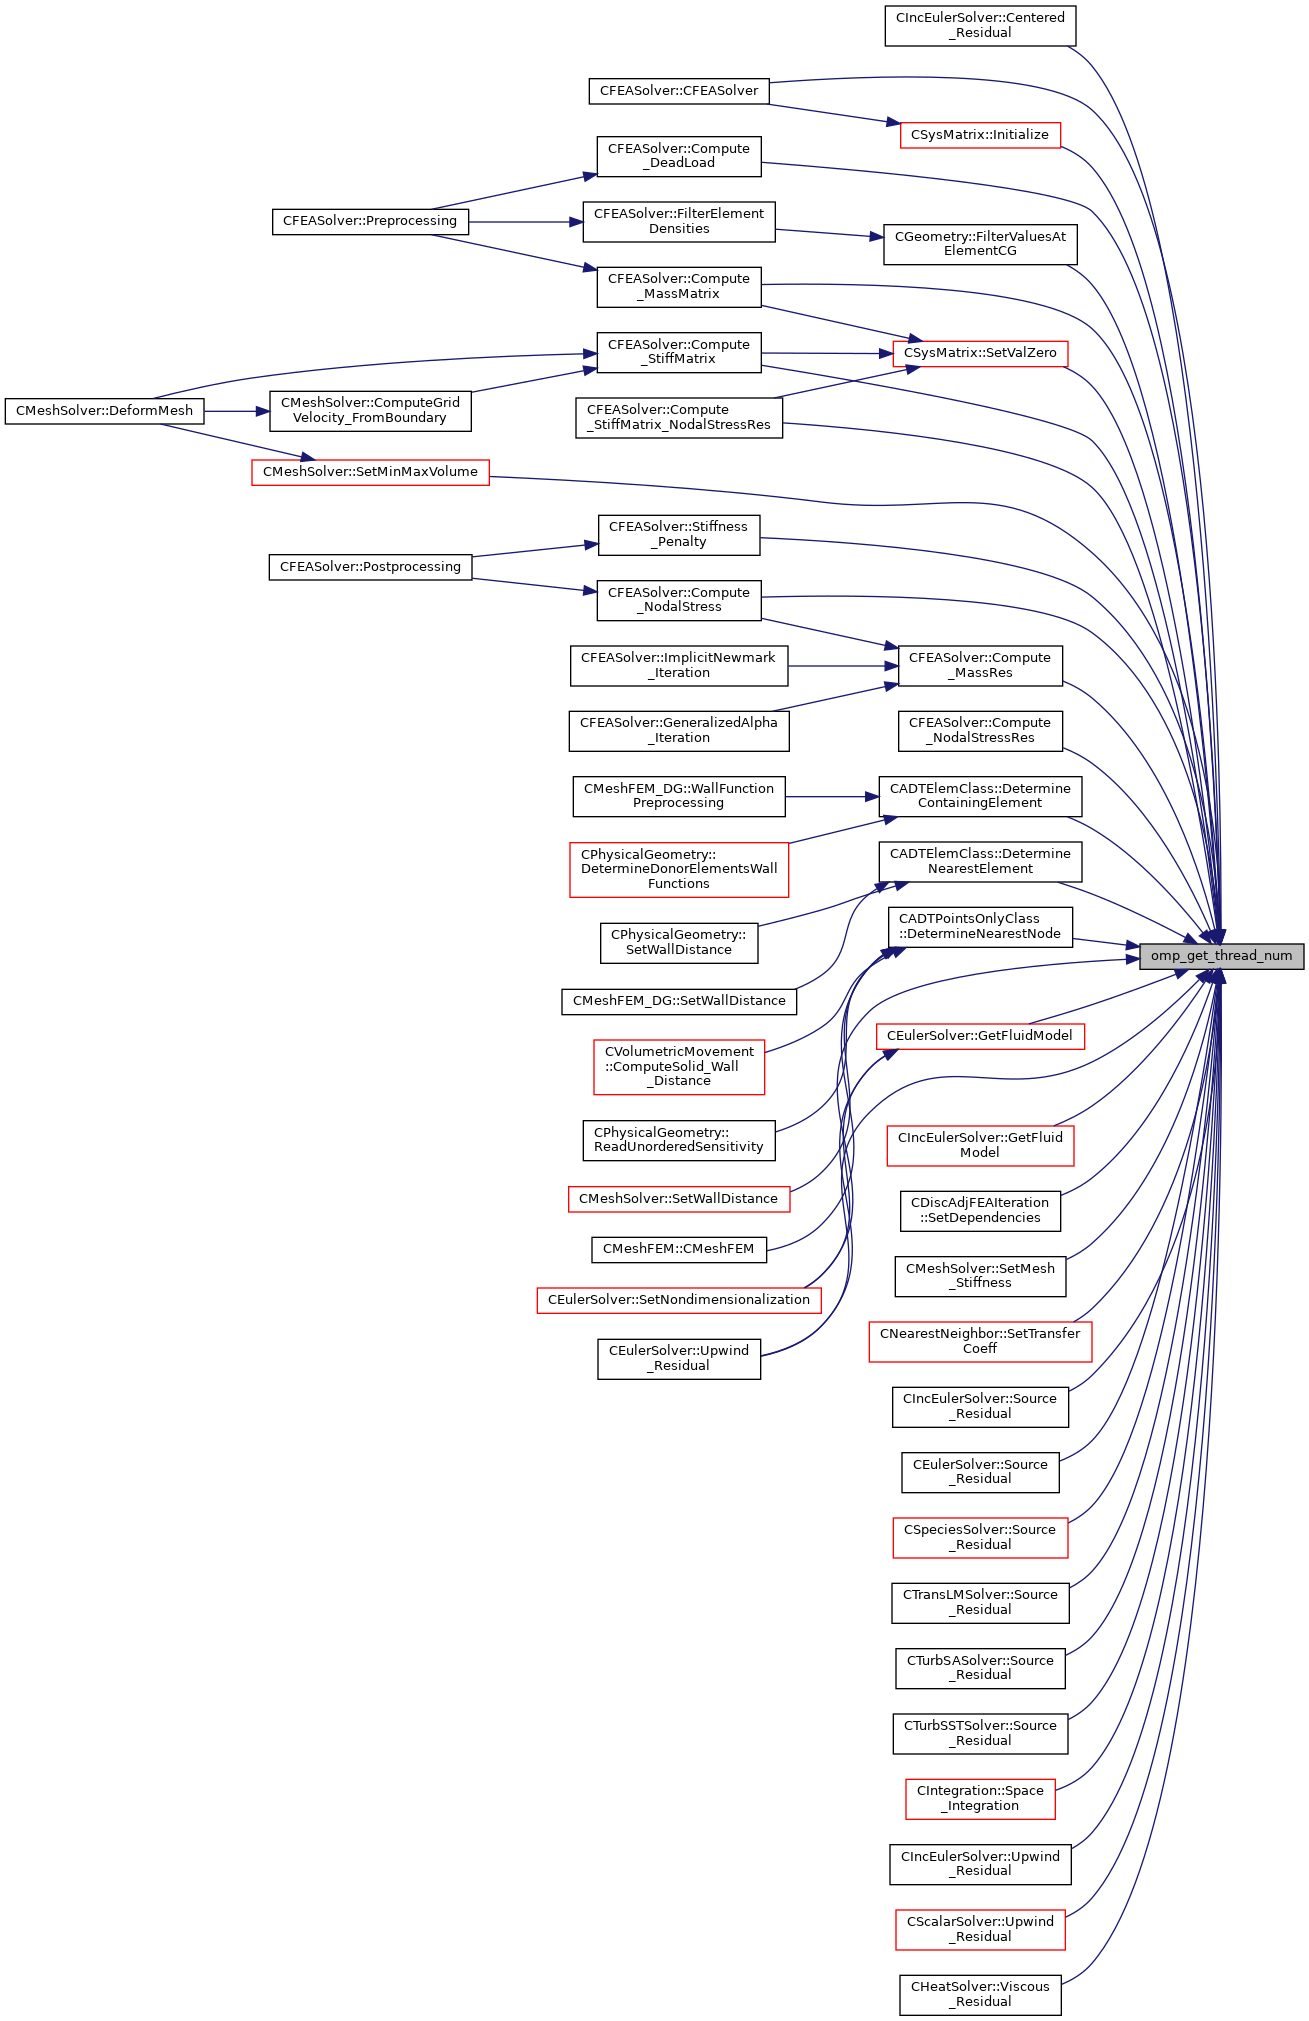 CIncEulerSolver::Centered
_Residual
CFEASolver::CFEASolver
CSysMatrix::Initialize
CFEASolver::Compute
_DeadLoad
CFEASolver::Preprocessing
CFEASolver::FilterElement
Densities
CGeometry::FilterValuesAt
ElementCG
CFEASolver::Compute
_MassMatrix
CFEASolver::Compute
_StiffMatrix
CSysMatrix::SetValZero
CMeshSolver::DeformMesh
CMeshSolver::ComputeGrid
Velocity_FromBoundary
CFEASolver::Compute
_StiffMatrix_NodalStressRes
CMeshSolver::SetMinMaxVolume
CFEASolver::Stiffness
_Penalty
CFEASolver::Postprocessing
CFEASolver::Compute
_NodalStress
CFEASolver::ImplicitNewmark
_Iteration
CFEASolver::Compute
_MassRes
CFEASolver::GeneralizedAlpha
_Iteration
CFEASolver::Compute
_NodalStressRes
CMeshFEM_DG::WallFunction
Preprocessing
CADTElemClass::Determine
ContainingElement
CPhysicalGeometry::
DetermineDonorElementsWall
Functions
CADTElemClass::Determine
NearestElement
CPhysicalGeometry::
SetWallDistance
CADTPointsOnlyClass
::DetermineNearestNode
omp_get_thread_num
CMeshFEM_DG::SetWallDistance
CEulerSolver::GetFluidModel
CVolumetricMovement
::ComputeSolid_Wall
_Distance
CPhysicalGeometry::
ReadUnorderedSensitivity
CIncEulerSolver::GetFluid
Model
CMeshSolver::SetWallDistance
CDiscAdjFEAIteration
::SetDependencies
CMeshFEM::CMeshFEM
CMeshSolver::SetMesh
_Stiffness
CEulerSolver::SetNondimensionalization
CNearestNeighbor::SetTransfer
Coeff
CEulerSolver::Upwind
_Residual
CIncEulerSolver::Source
_Residual
CEulerSolver::Source
_Residual
CSpeciesSolver::Source
_Residual
CTransLMSolver::Source
_Residual
CTurbSASolver::Source
_Residual
CTurbSSTSolver::Source
_Residual
CIntegration::Space
_Integration
CIncEulerSolver::Upwind
_Residual
CScalarSolver::Upwind
_Residual
CHeatSolver::Viscous
_Residual